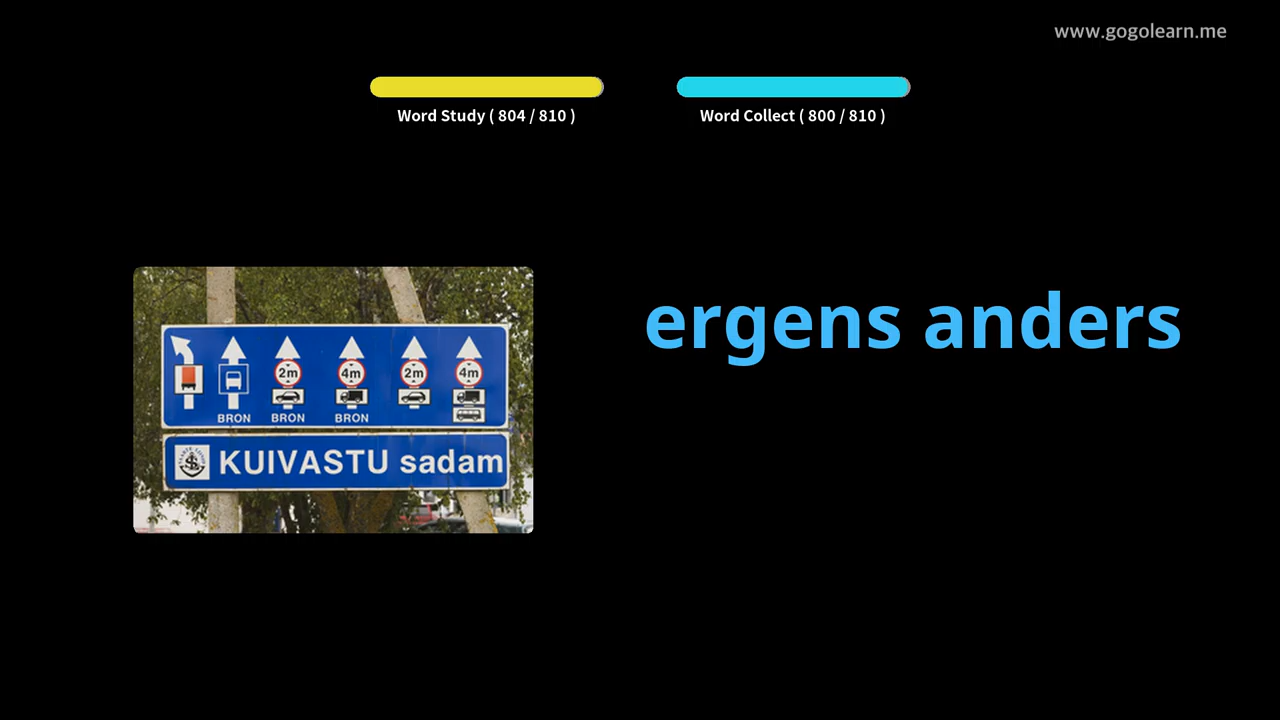 www.gogolearn.me
Word Study ( 804 / 810 )
Word Collect ( 800 / 810 )
ergens anders
2m 4m 2m 4m
BRON BRON BRON
KUIVASTU sadam